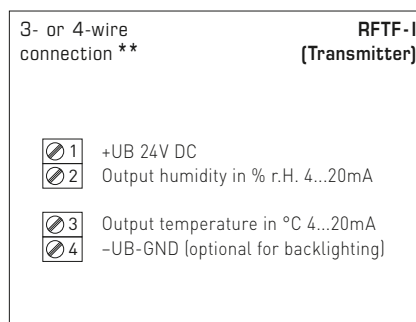 3- or 4-wire RFTF-I
connection ** (Transmitter)
1 +UB 24V DC
2 Output humidity in % r.H. 4...20mA
3 Output temperature in °C 4...20mA
4 –UB-GND (optional for backlighting)